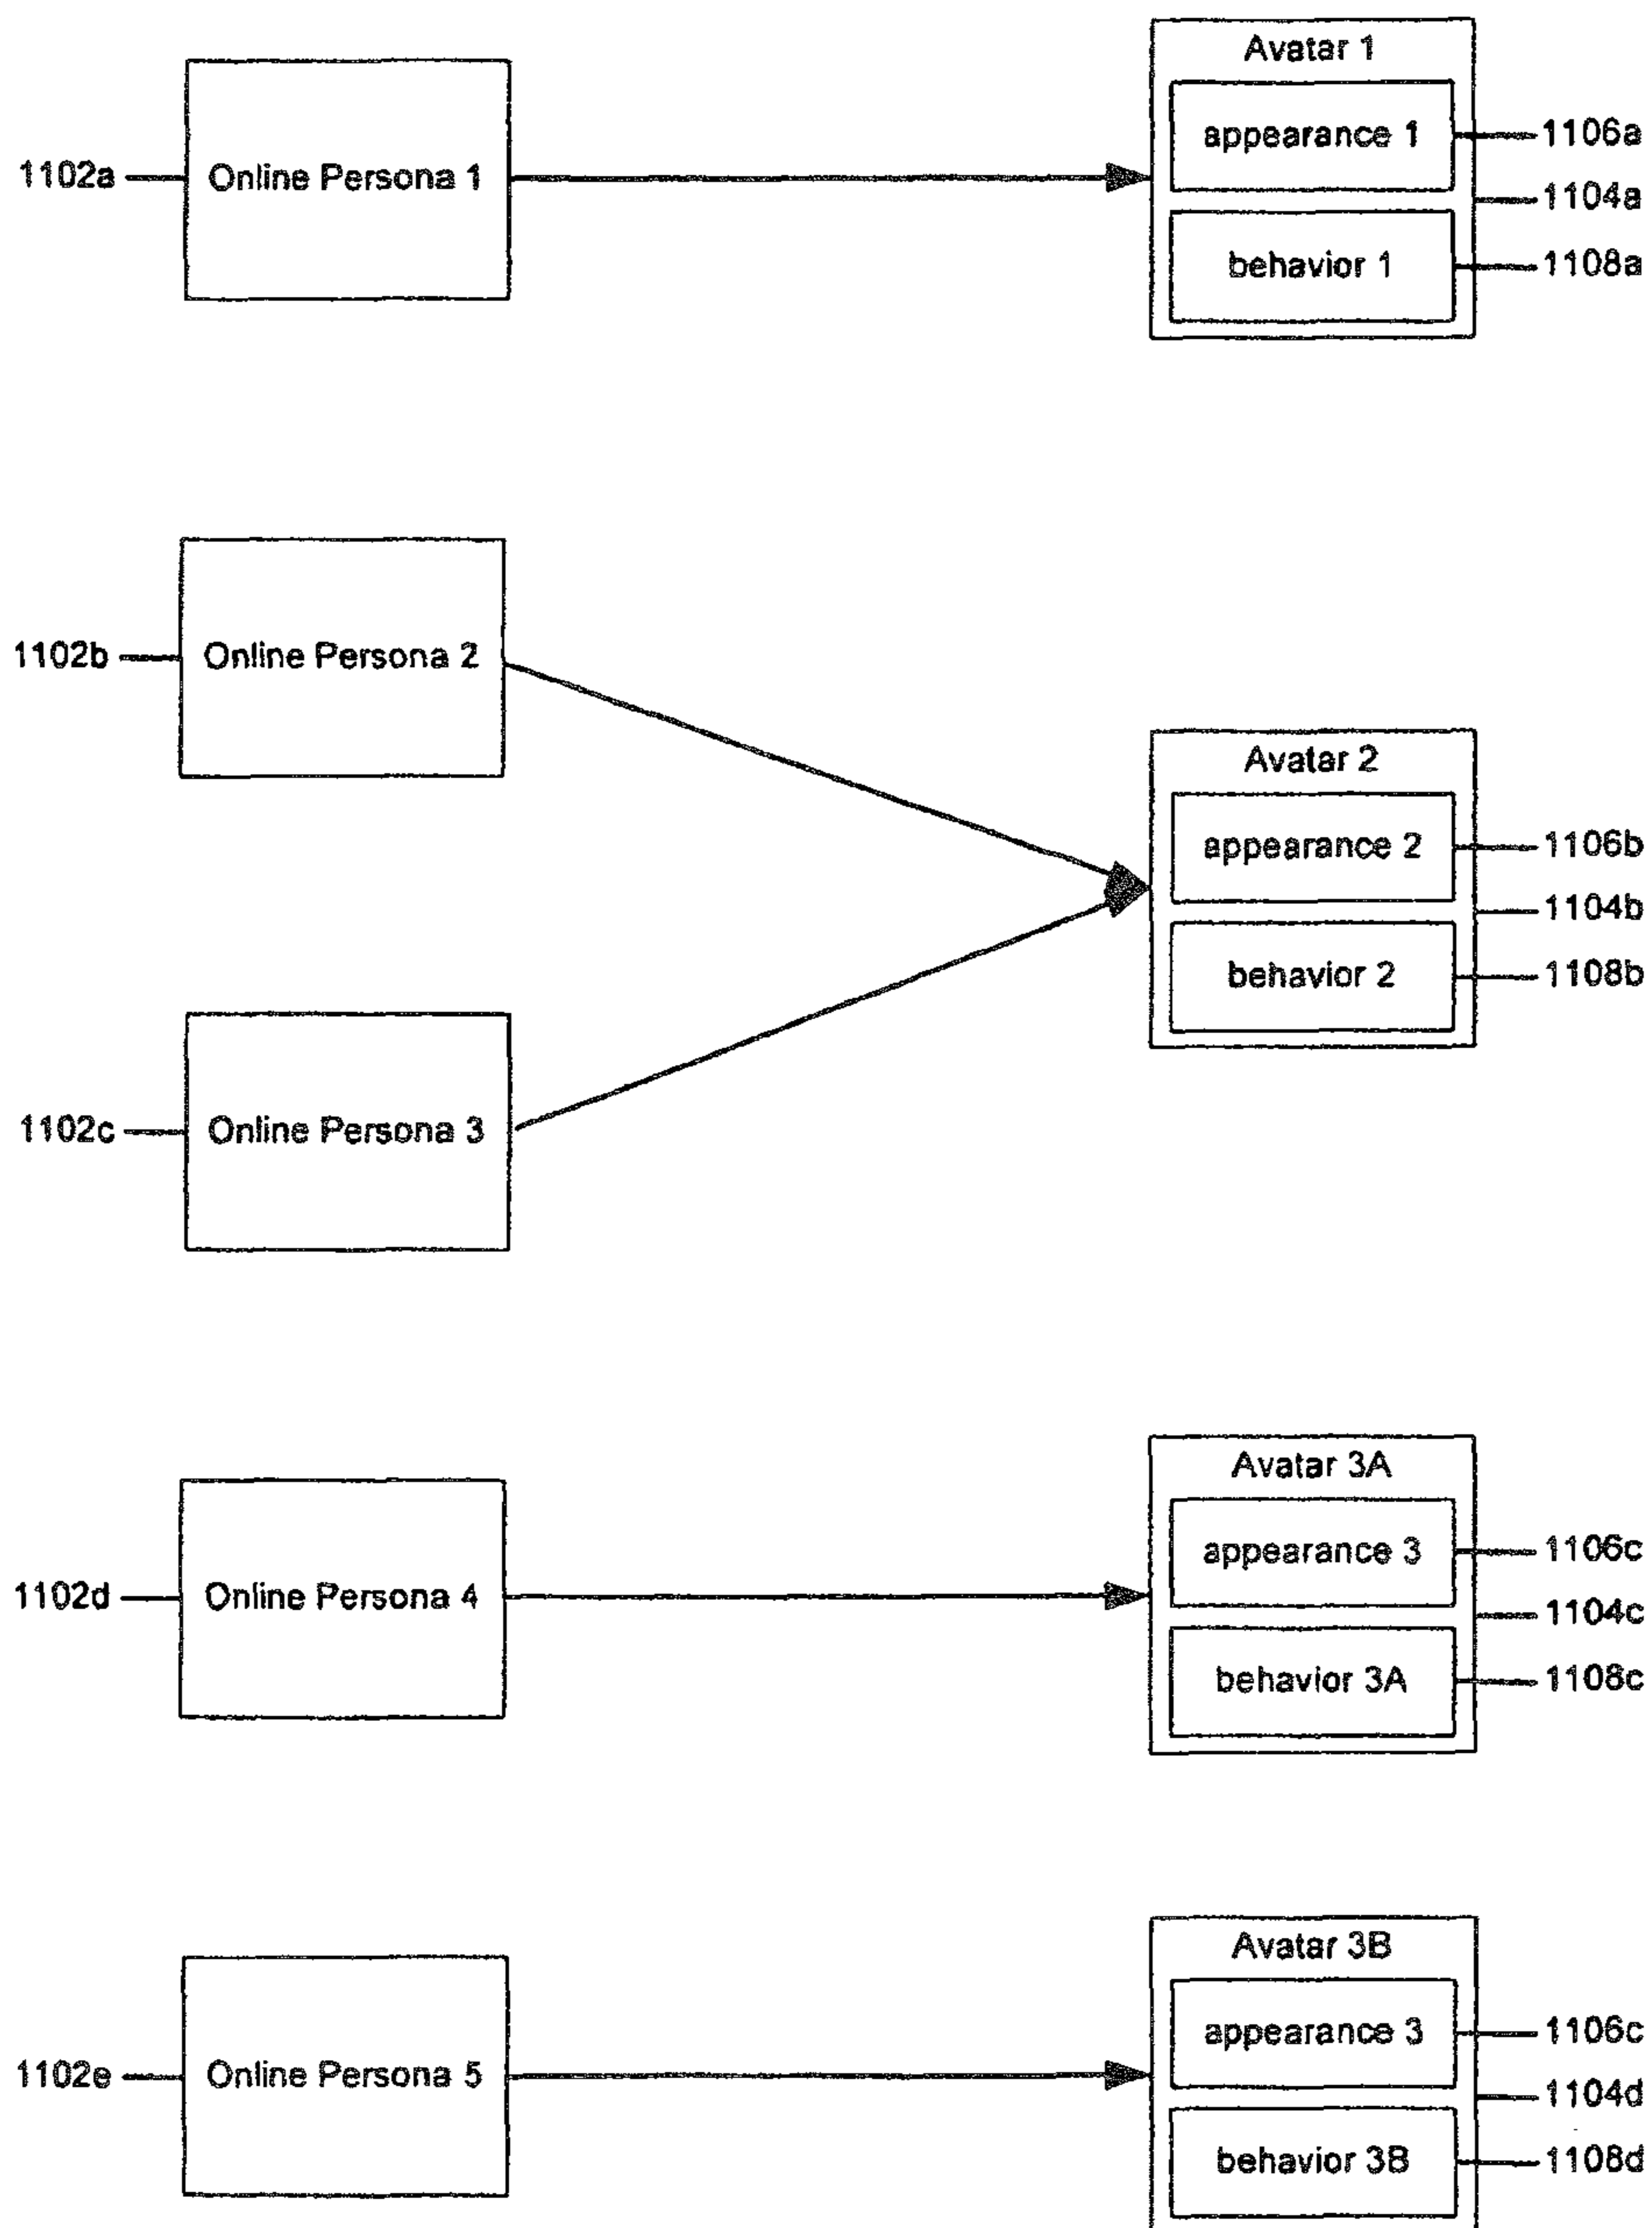 Avatar 1
appearance 1
1106a
1102a
Online Persona 1
1104a
behavior 1
1108a
1102b
Online Persona 2
Avatar 2
appearance 2
1106b
1104b
behavior 2
1108b
1102c
Online Persona 3
Avatar 3A
appearance 3
1106c
1102d
Online Persona 4
1104c
behavior 3A
1108c
Avatar 3B
appearance 3
1106c
1102e
Online Persona 5
1104d
behavior 3B
1108d